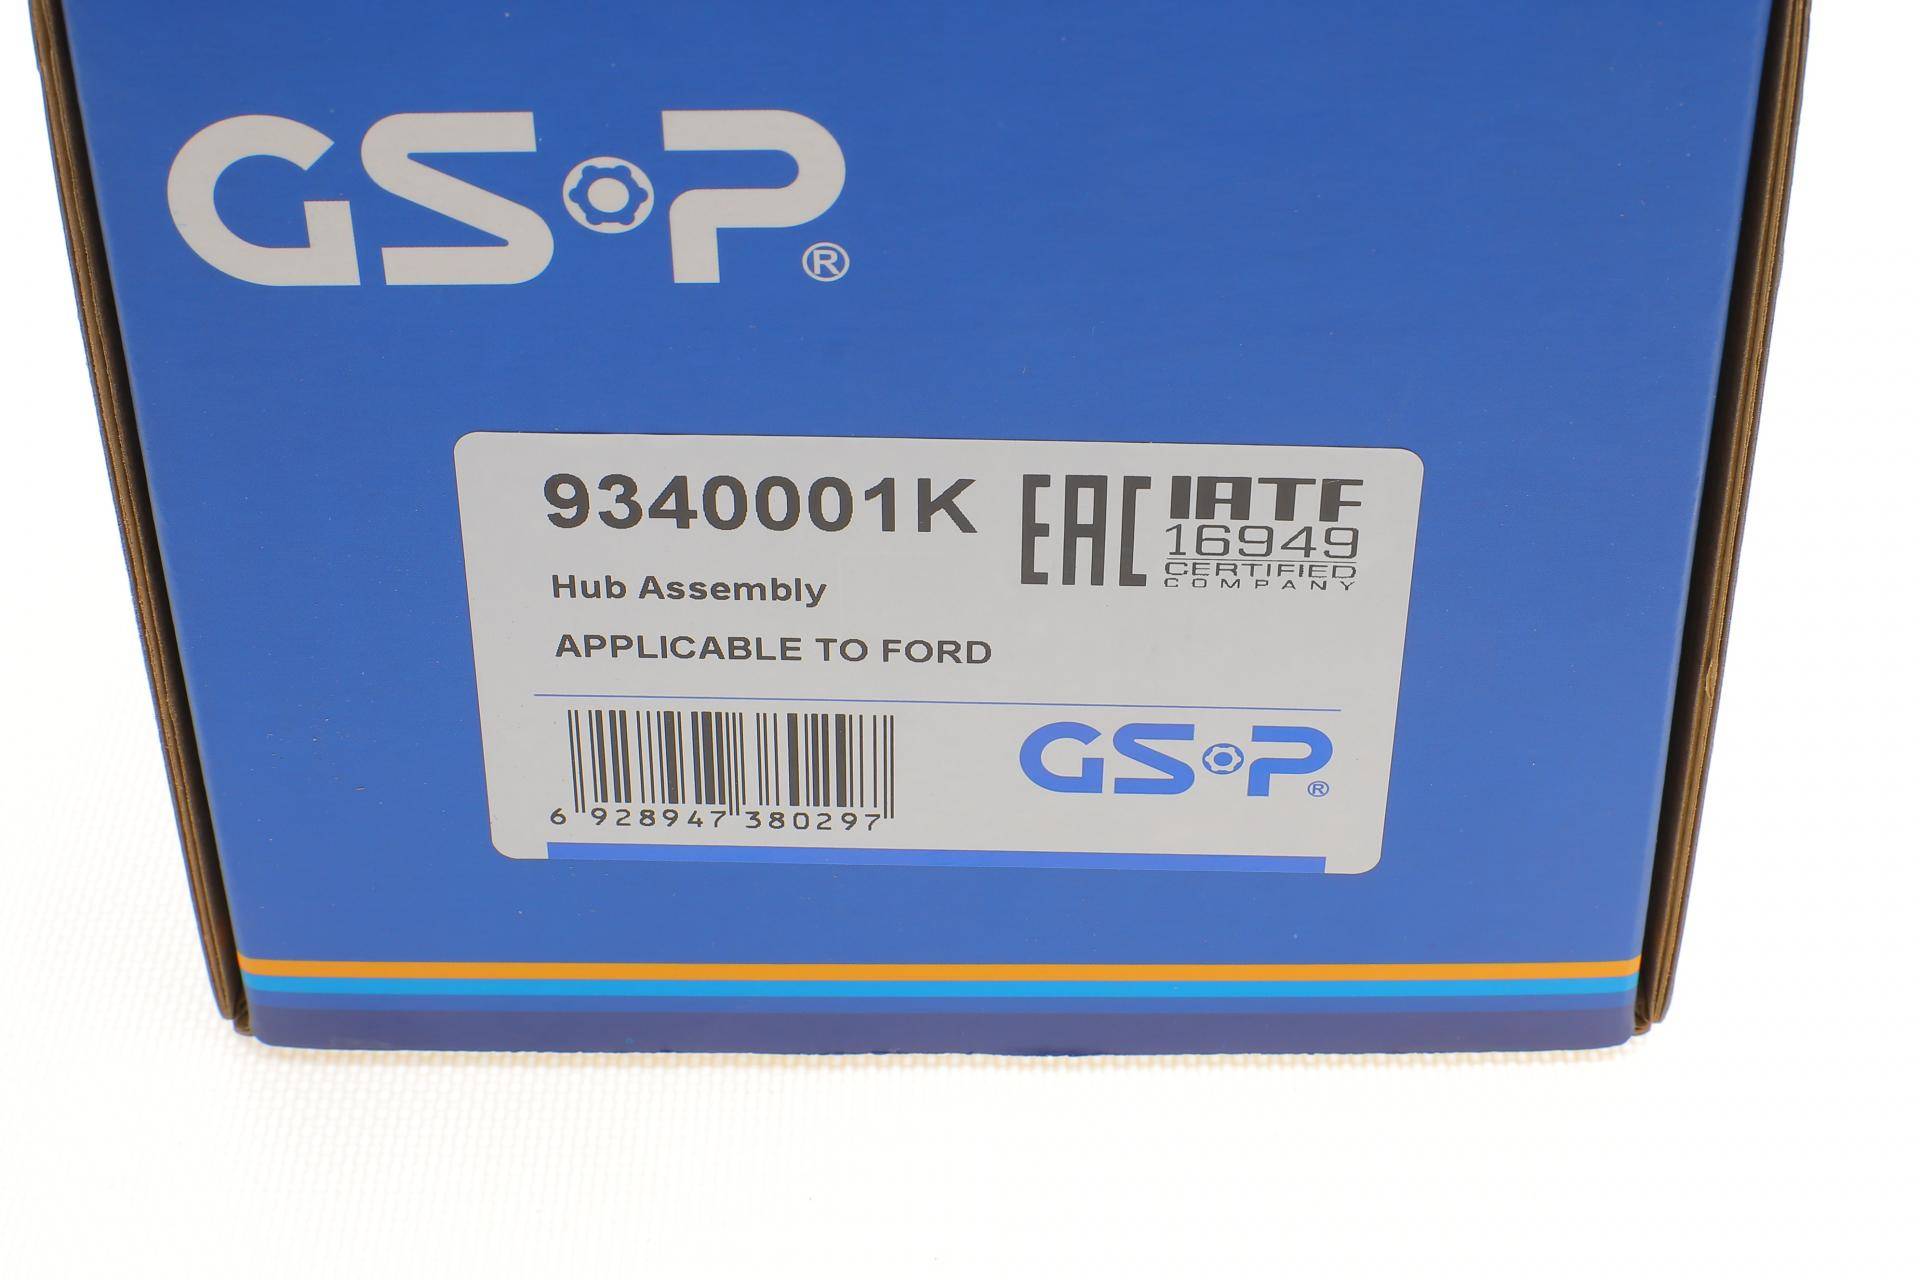 GSP®
9340001K
EAC
IATF
16949
CERTIFIED
COMPANY
Hub Assembly
APPLICABLE TO FORD
6 928947 380297
GSP®